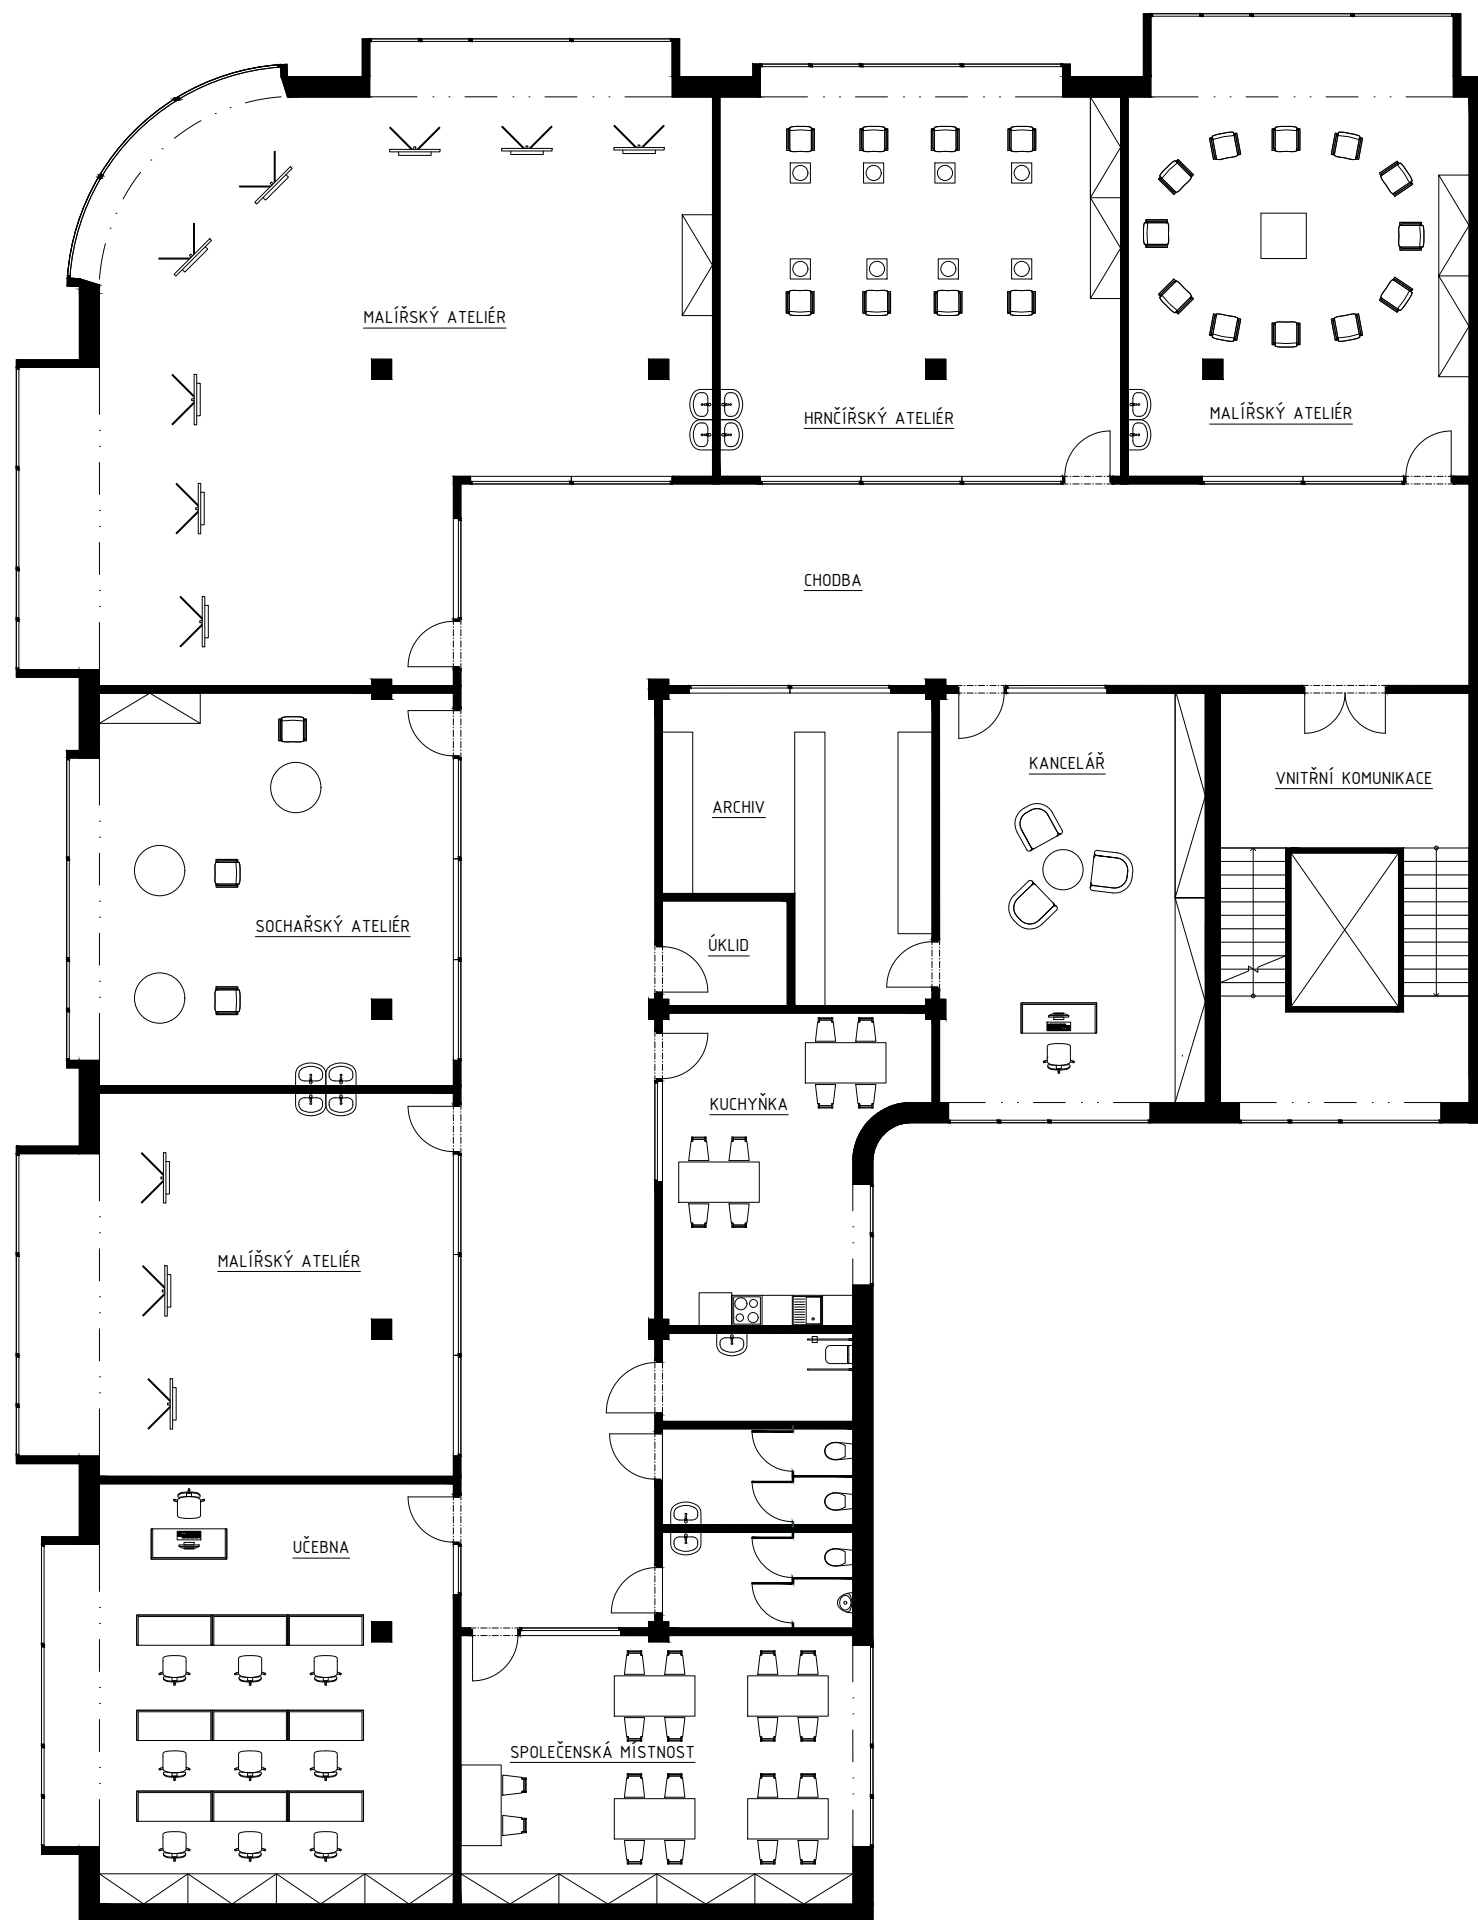 MALÍŘSKÝ ATELIÉR
HRNČÍŘSKÝ ATELIÉR
MALÍŘSKÝ ATELIÉR
CHODBA
KANCELÁŘ
VNITŘNÍ KOMUNIKACE
ARCHIV
SOCHAŘSKÝ ATELIÉR
ÚKLID
KUCHYŇKA
MALÍŘSKÝ ATELIÉR
UČEBNA
SPOLEČENSKÁ MÍSTNOST